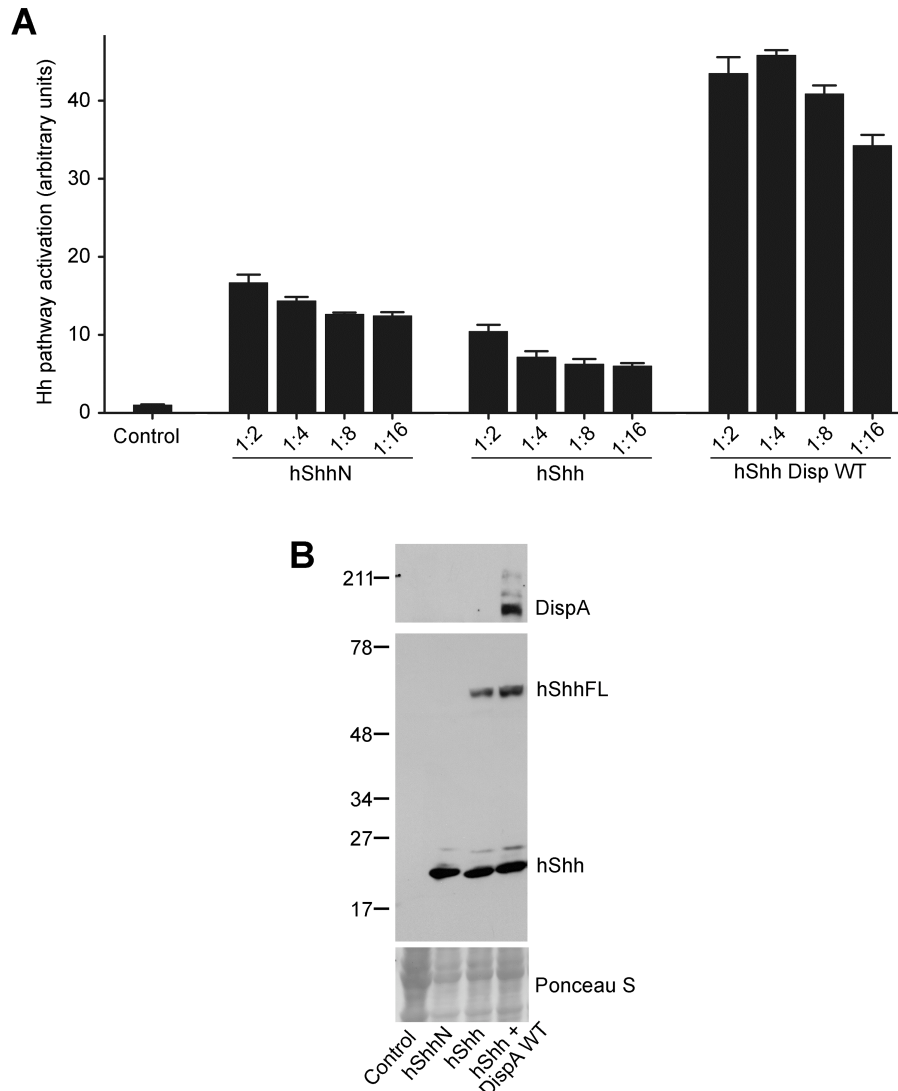 A
Hh pathway activation (arbitrary units)
40
30
20
10
0
Control
1:2 1:4 1:8 1:16 1:2 1:4 1:8 1:16 1:2 1:4 1:8 1:16
hShhN hShh hShh Disp WT
B
211
DispA
78
hShhFL
48
34
27
hShh
17
Ponceau S
Control
hShhN
hShh
hShh +
DispA WT